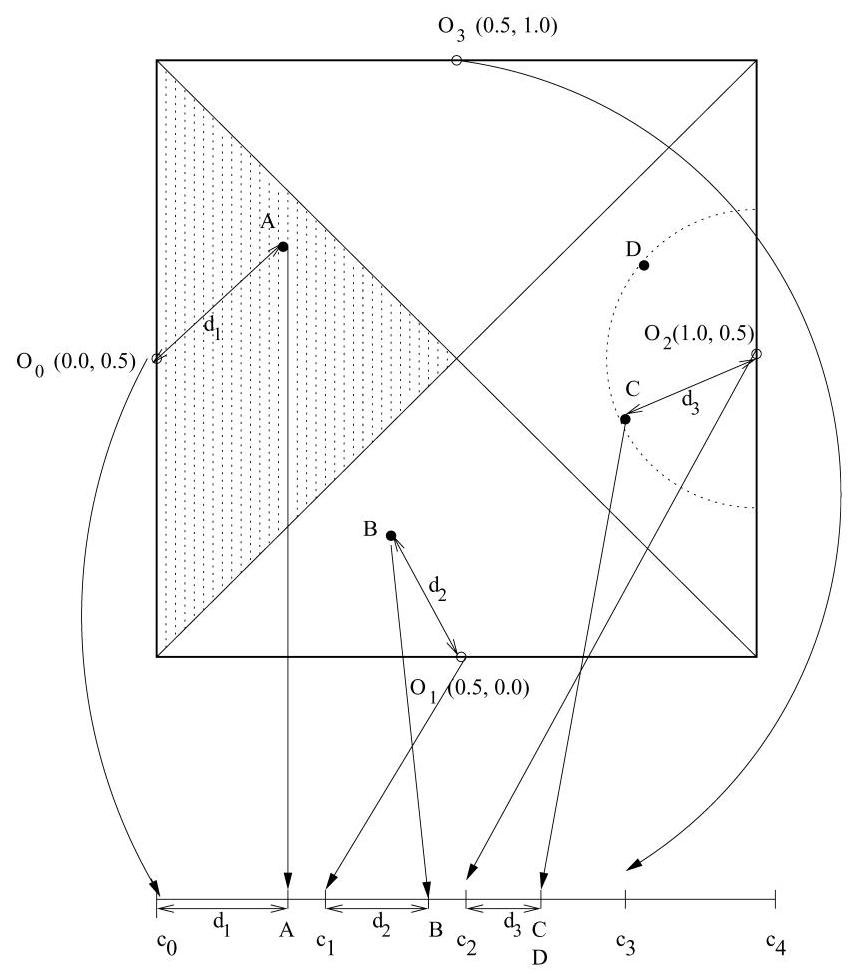 O3 (0.5, 1.0)
A
D
d1
O2(1.0, 0.5)
O0 (0.0, 0.5)
C
d3
B
d2
O1 (0.5, 0.0)
d1 A d2 B d3 C
c0 c1 c2 D c3 c4